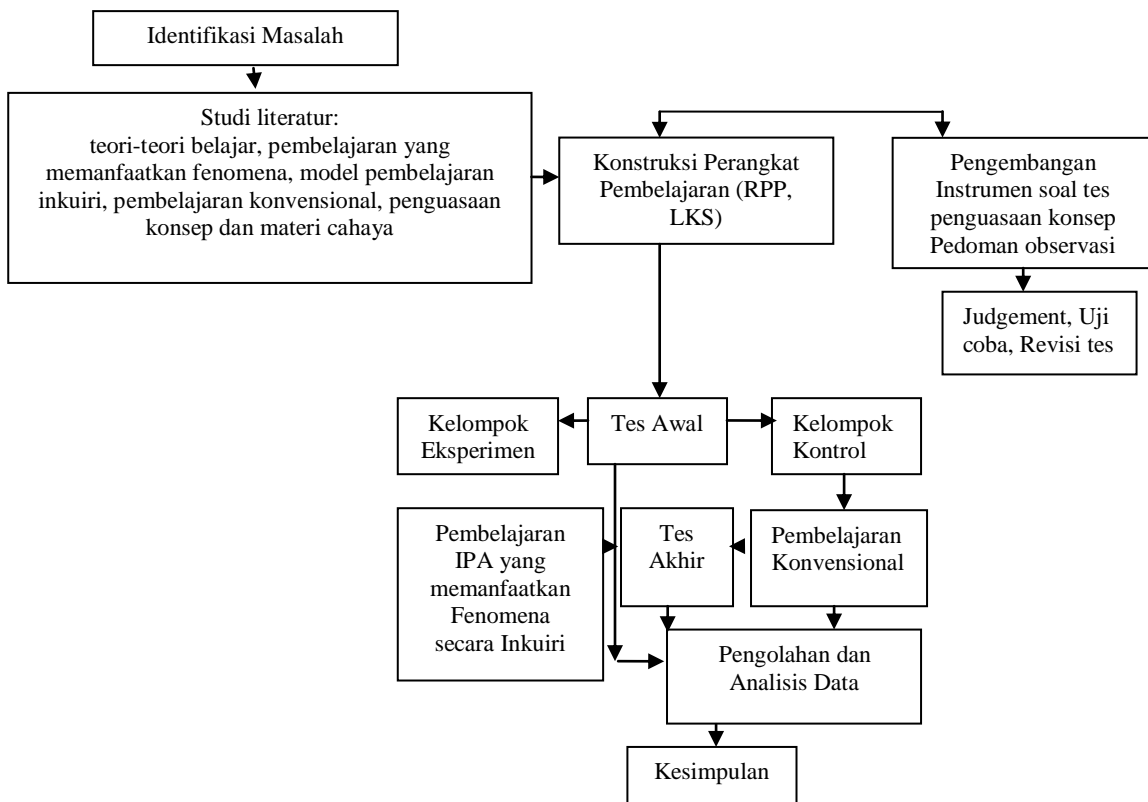 Identifikasi Masalah
Studi literatur:
teori-teori belajar, pembelajaran yang
memanfaatkan fenomena, model pembelajaran
inkuiri, pembelajaran konvensional, penguasaan
konsep dan materi cahaya
Konstruksi Perangkat
Pembelajaran (RPP,
LKS)
Pengembangan
Instrumen soal tes
penguasaan konsep
Pedoman observasi
Judgement, Uji
coba, Revisi tes
Kelompok
Eksperimen
Tes Awal
Kelompok
Kontrol
Pembelajaran
IPA yang
memanfaatkan
Fenomena
secara Inkuiri
Tes
Akhir
Pembelajaran
Konvensional
Pengolahan dan
Analisis Data
Kesimpulan